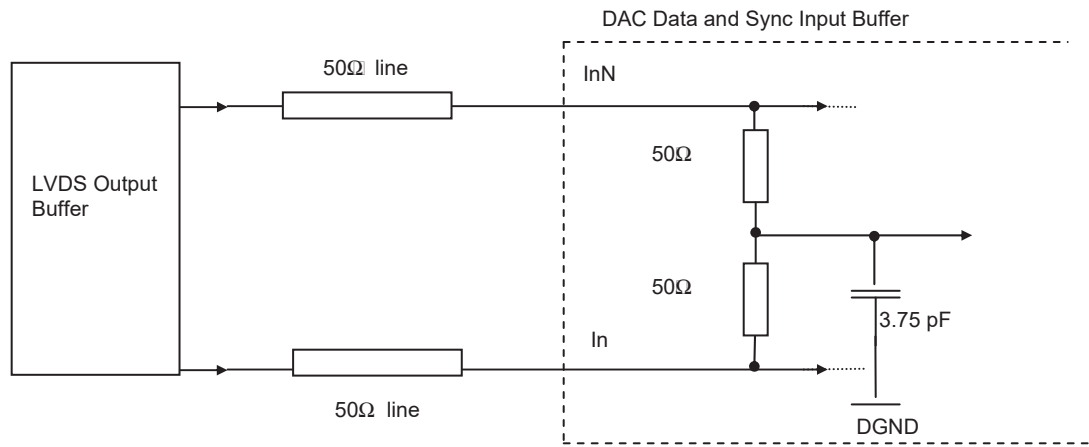 DAC Data and Sync Input Buffer
50Ω line
InN
50Ω
LVDS Output
Buffer
50Ω
3.75 pF
In
50Ω line
DGND